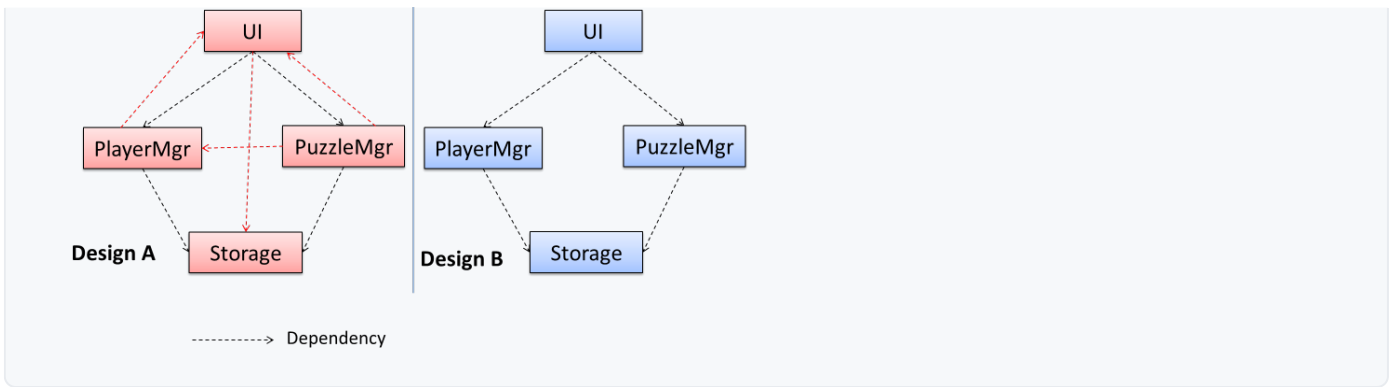 UI
UI
PlayerMgr
PuzzleMgr
PlayerMgr
PuzzleMgr
Design A
Storage
Design B
Storage
Dependency